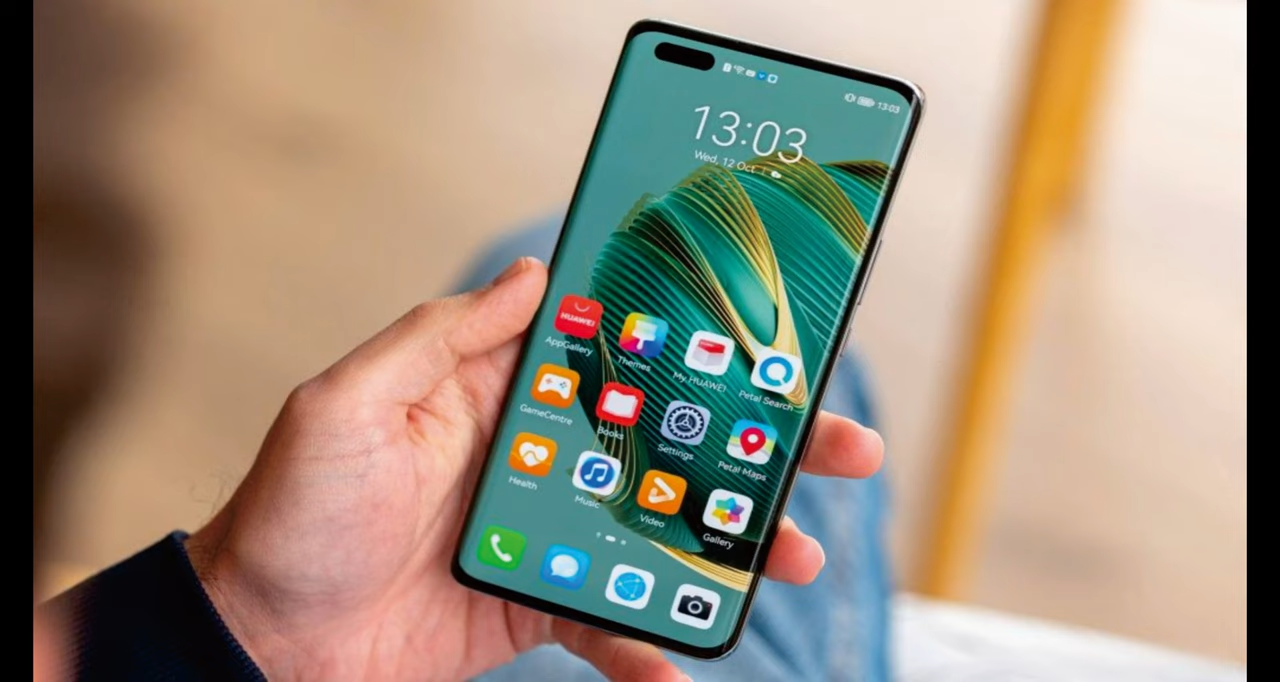 13:03
13:03
Wed, 12 Oct
HUAWEI
AppGallery
Themes
My HUAWEI
Petal Search
GameCentre
Books
Settings
Petal Maps
Health
Music
Video
Gallery